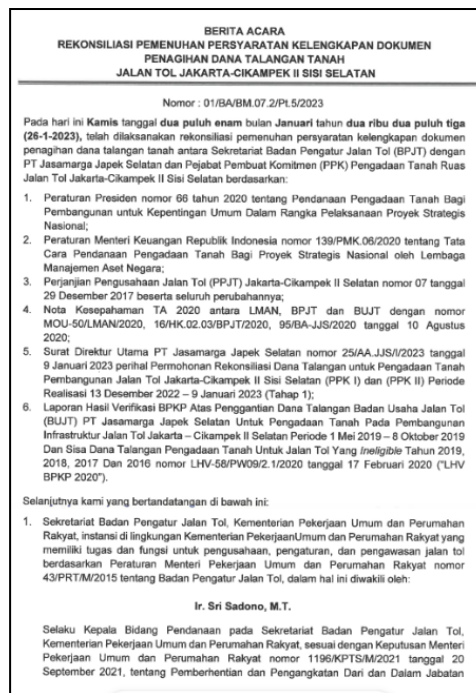 BERITA ACARA
REKONSILIASI PEMENUHAN PERSYARATAN KELENGKAPAN DOKUMEN
PENAGIHAN DANA TALANGAN TANAH
JALAN TOL JAKARTA-CIKAMPEK II SISI SELATAN
Nomor : 01/BA/BM.07.2/Pt.5/2023
Pada hari ini Kamis tanggal dua puluh enam bulan Januari tahun dua ribu dua puluh tiga
(26-1-2023), telah dilaksanakan rekonsiliasi pemenuhan persyaratan kelengkapan dokumen
penagihan dana talangan tanah antara Sekretariat Badan Pengatur Jalan Tol (BPJT) dengan
PT Jasamarga Japek Selatan dan Pejabat Pembuat Komitmen (PPK) Pengadaan Tanah Ruas
Jalan Tol Jakarta-Cikampek II Sisi Selatan berdasarkan:
1. Peraturan Presiden nomor 66 tahun 2020 tentang Pendanaan Pengadaan Tanah Bagi
Pembangunan untuk Kepentingan Umum Dalam Rangka Pelaksanaan Proyek Strategis
Nasional;
2. Peraturan Menteri Keuangan Republik Indonesia nomor 139/PMK.06/2020 tentang Tata
Cara Pendanaan Pengadaan Tanah Bagi Proyek Strategis Nasional oleh Lembaga
Manajemen Aset Negara;
3. Perjanjian Pengusahaan Jalan Tol (PPJT) Jakarta-Cikampek II Selatan nomor 07 tanggal
29 Desember 2017 beserta seluruh perubahannya;
4. Nota Kesepahaman TA 2020 antara LMAN, BPJT dan BUJT dengan nomor
MOU-50/LMAN/2020, 16/HK.02.03/BPJT/2020, 95/BA-JJS/2020 tanggal 10 Agustus
2020;
5. Surat Direktur Utama PT Jasamarga Japek Selatan nomor 25/AA.JJS/I/2023 tanggal
9 Januari 2023 perihal Permohonan Rekonsiliasi Dana Talangan untuk Pengadaan Tanah
Pembangunan Jalan Tol Jakarta-Cikampek II Sisi Selatan (PPK I) dan (PPK II) Periode
Realisasi 13 Desember 2022 – 9 Januari 2023 (Tahap 1);
6. Laporan Hasil Verifikasi BPKP Atas Penggantian Dana Talangan Badan Usaha Jalan Tol
(BUJT) PT Jasamarga Japek Selatan Untuk Pengadaan Tanah Pada Pembangunan
Infrastruktur Jalan Tol Jakarta – Cikampek II Selatan Periode 1 Mei 2019 – 8 Oktober 2019
Dan Sisa Dana Talangan Pengadaan Tanah Untuk Jalan Tol Yang Ineligible Tahun 2019,
2018, 2017 Dan 2016 nomor LHV-58/PW09/2.1/2020 tanggal 17 Februari 2020 ("LHV
BPKP 2020").
Selanjutnya kami yang bertandatangan di bawah ini:
1. Sekretariat Badan Pengatur Jalan Tol, Kementerian Pekerjaan Umum dan Perumahan
Rakyat, instansi di lingkungan Kementerian PekerjaanUmum dan Perumahan Rakyat yang
memiliki tugas dan fungsi untuk pengusahaan, pengaturan, dan pengawasan jalan tol
berdasarkan Peraturan Menteri Pekerjaan Umum dan Perumahan Rakyat nomor
43/PRT/M/2015 tentang Badan Pengatur Jalan Tol, dalam hal ini diwakili oleh:
Ir. Sri Sadono, M.T.
Selaku Kepala Bidang Pendanaan pada Sekretariat Badan Pengatur Jalan Tol,
Kementerian Pekerjaan Umum dan Perumahan Rakyat, sesuai dengan Keputusan Menteri
Pekerjaan Umum dan Perumahan Rakyat nomor 1196/KPTS/M/2021 tanggal 20
September 2021, tentang Pemberhentian dan Pengangkatan Dari dan Dalam Jabatan